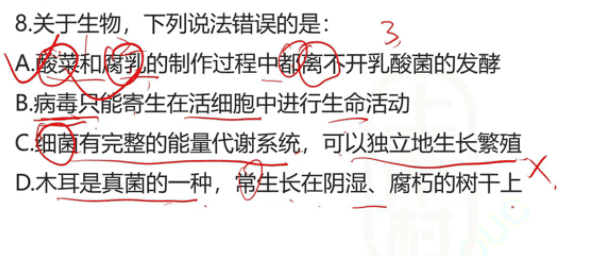 8.关于生物，下列说法错误的是：
A.酸菜和腐乳的制作过程中都离不开乳酸菌的发酵
B.病毒只能寄生在活细胞中进行生命活动
C.细菌有完整的能量代谢系统，可以独立地生长繁殖
D.木耳是真菌的一种，常生长在阴湿、腐朽的树干上